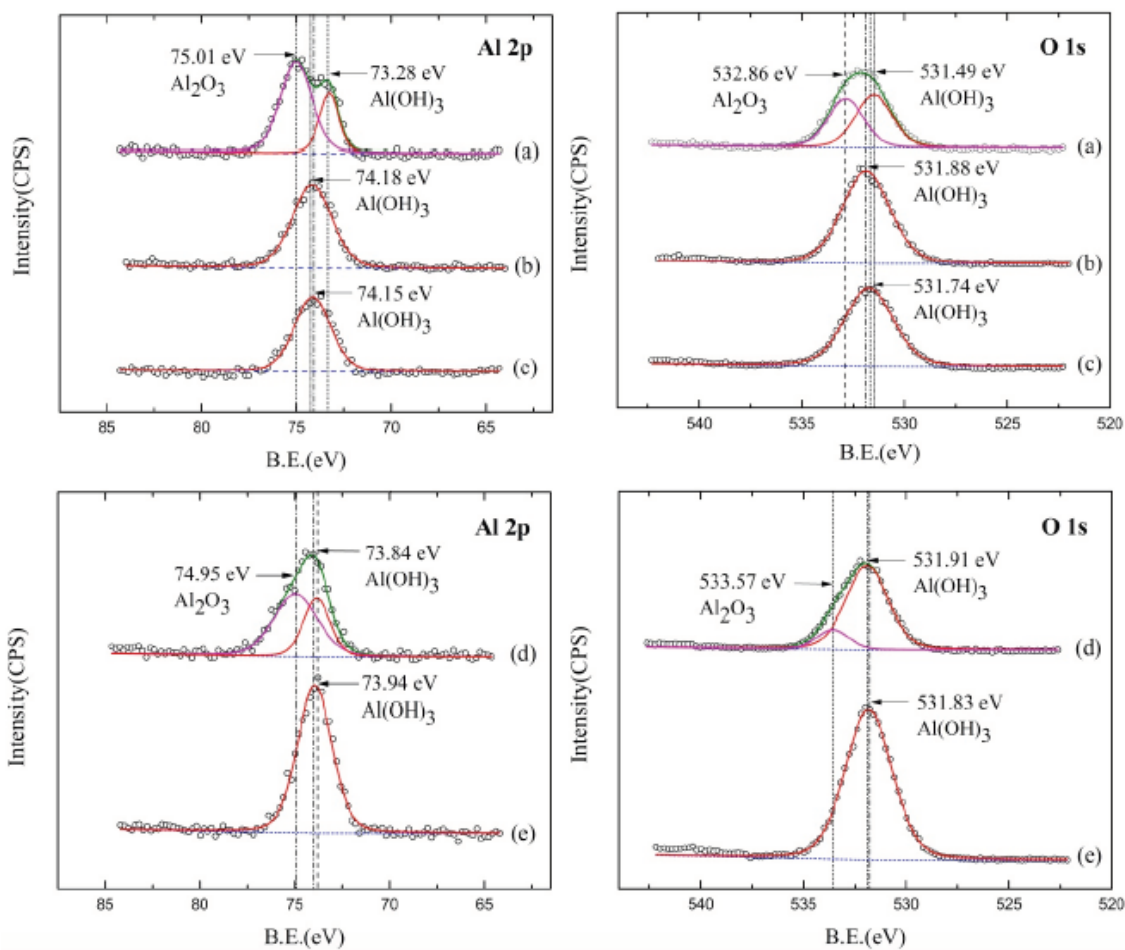 Al 2p
75.01 eV
Al₂O₃
73.28 eV
Al(OH)₃
(a)
74.18 eV
Al(OH)₃
(b)
74.15 eV
Al(OH)₃
(c)
Intensity(CPS)
85 80 75 70 65
B.E.(eV)
O 1s
532.86 eV
Al₂O₃
531.49 eV
Al(OH)₃
(a)
531.88 eV
Al(OH)₃
(b)
531.74 eV
Al(OH)₃
(c)
Intensity(CPS)
540 535 530 525 520
B.E.(eV)
Al 2p
74.95 eV
Al₂O₃
73.84 eV
Al(OH)₃
(d)
73.94 eV
Al(OH)₃
(e)
Intensity(CPS)
85 80 75 70 65
B.E.(eV)
O 1s
533.57 eV
Al₂O₃
531.91 eV
Al(OH)₃
(d)
531.83 eV
Al(OH)₃
(e)
Intensity(CPS)
540 535 530 525 520
B.E.(eV)